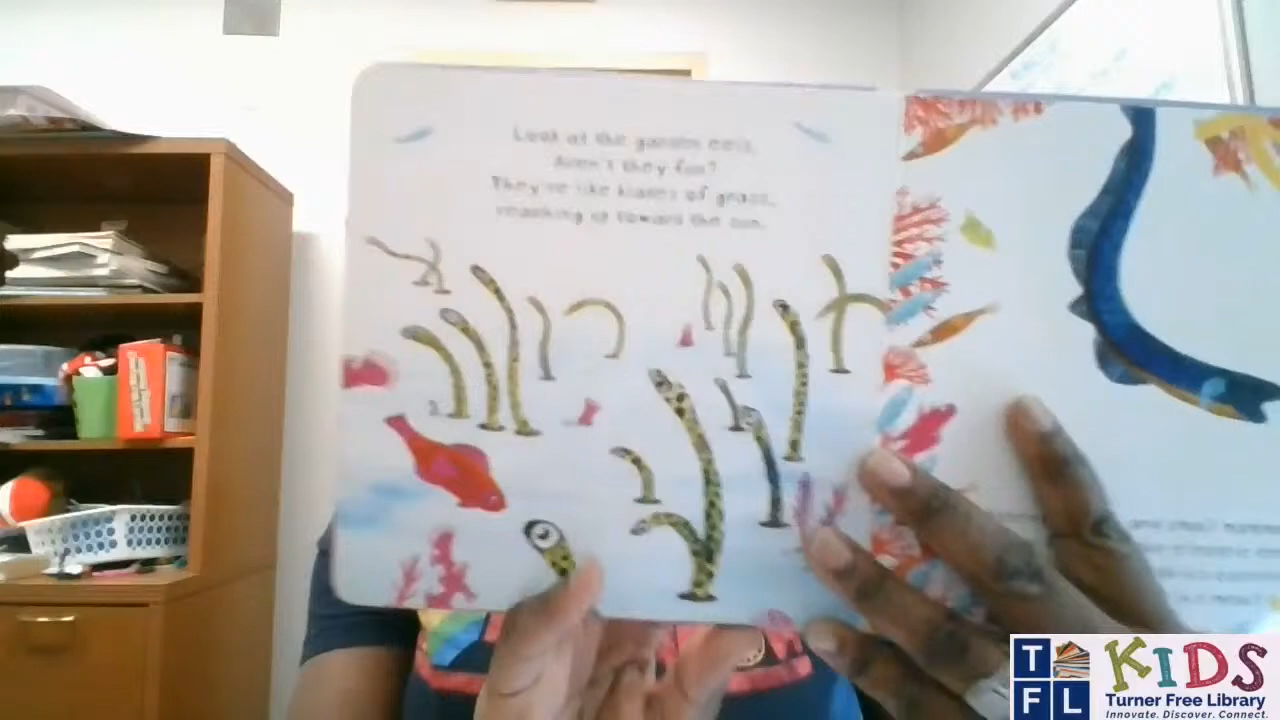 Look at the garden eels.
Aren't they fun?
They're like blades of grass,
reaching up toward the sun.
TFL
KIDS
Turner Free Library
Innovate. Discover. Connect.